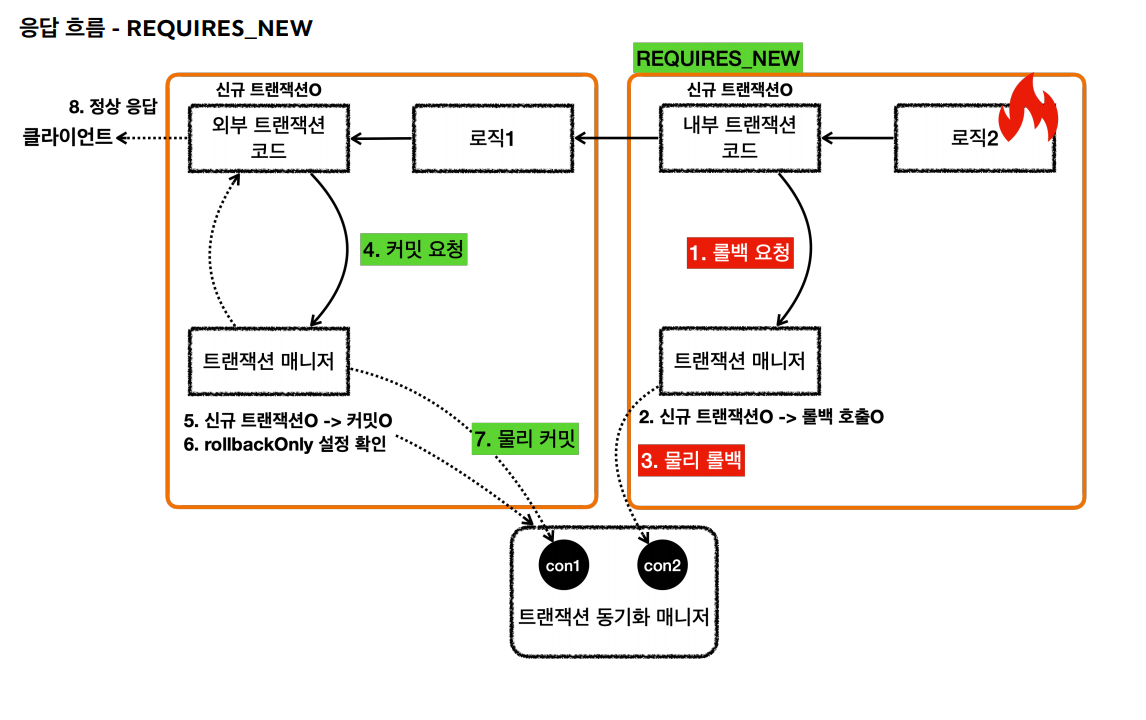 응답 흐름 - REQUIRES_NEW
REQUIRES_NEW
신규 트랜잭션O
신규 트랜잭션O
8. 정상 응답
클라이언트
외부 트랜잭션
코드
로직1
내부 트랜잭션
코드
로직2
4. 커밋 요청
1. 롤백 요청
트랜잭션 매니저
트랜잭션 매니저
5. 신규 트랜잭션O -> 커밋O
6. rollbackOnly 설정 확인
7. 물리 커밋
2. 신규 트랜잭션O -> 롤백 호출O
3. 물리 롤백
con1
con2
트랜잭션 동기화 매니저